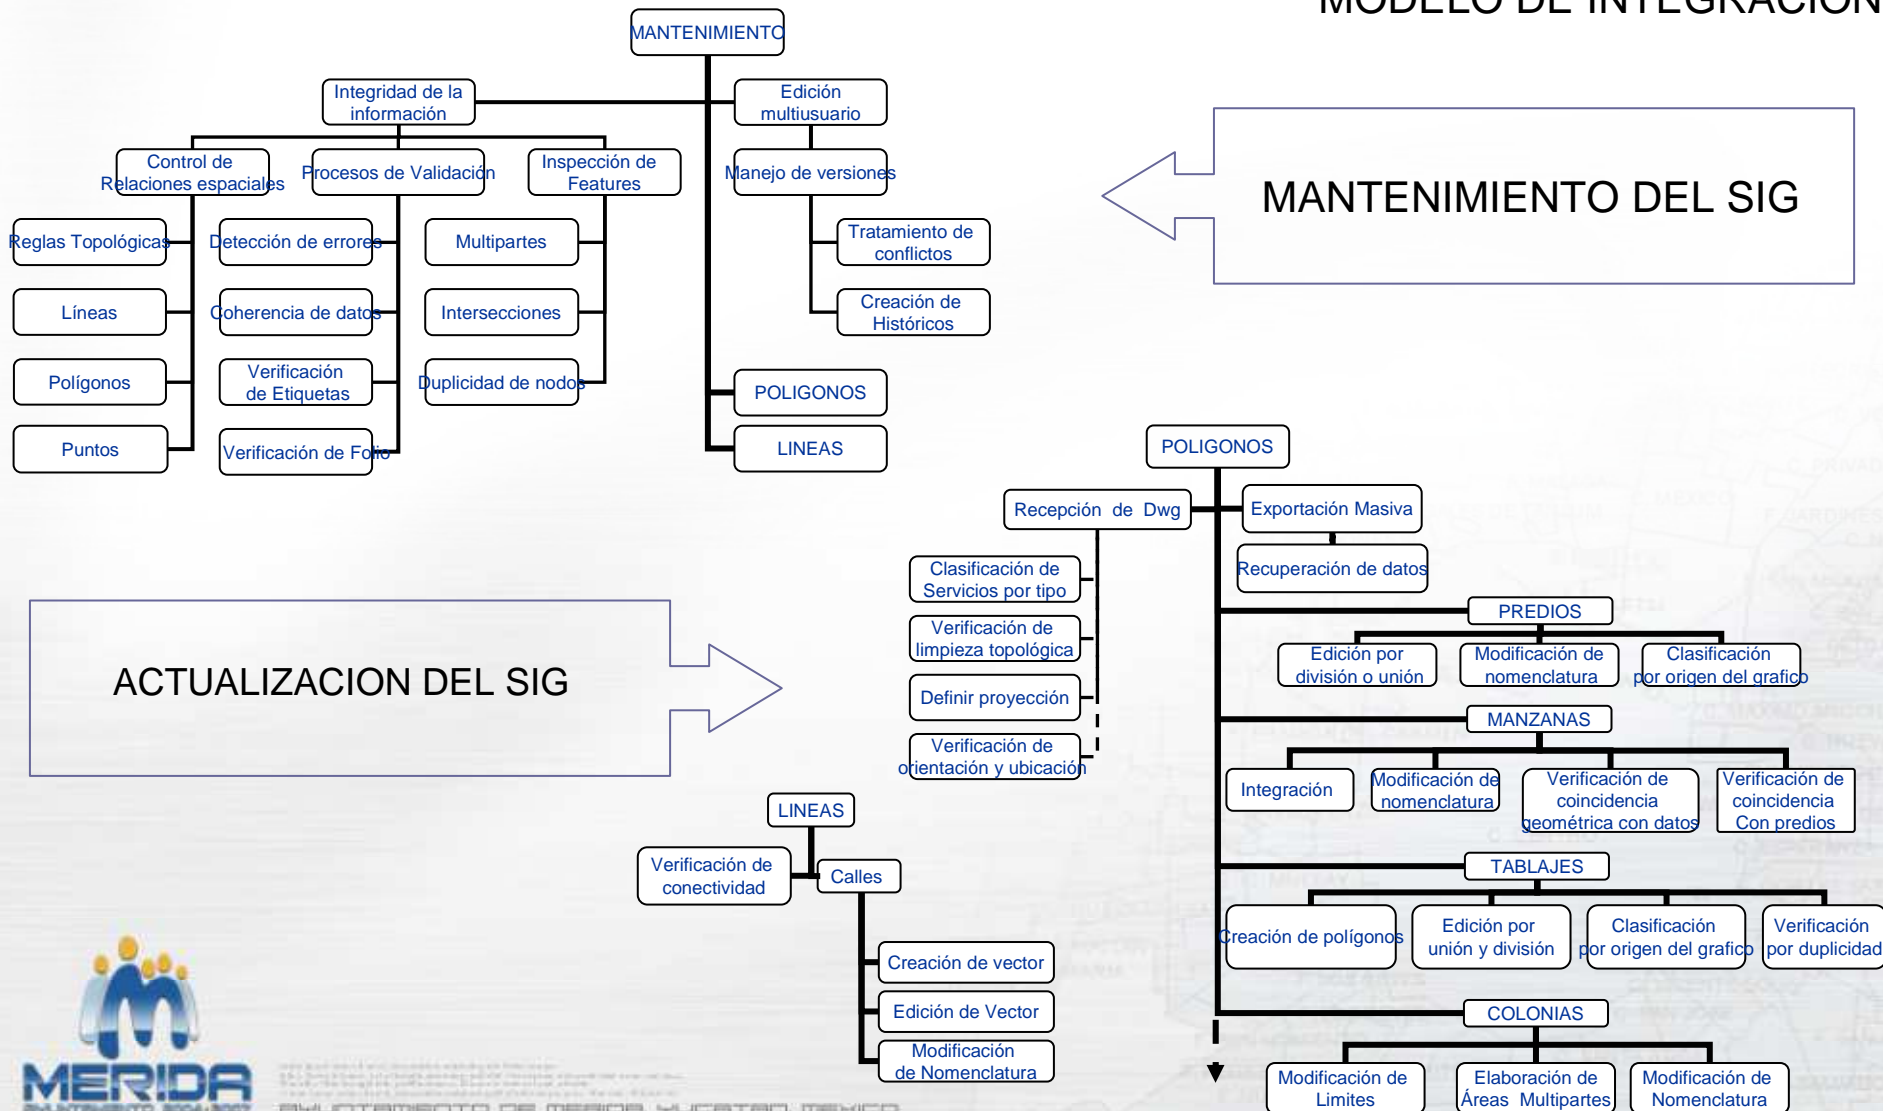 MODELO DE INTEGRACION
MANTENIMIENTO
Integridad de la
información
Edición
multiusuario
Control de
Relaciones espaciales
Procesos de Validación
Inspección de
Features
Manejo de versiones
Reglas Topológicas
Detección de errores
Multipartes
Tratamiento de
conflictos
Líneas
Coherencia de datos
Intersecciones
Creación de
Históricos
Polígonos
Verificación
de Etiquetas
Duplicidad de nodos
POLIGONOS
Puntos
Verificación de Folio
LINEAS
MANTENIMIENTO DEL SIG
ACTUALIZACION DEL SIG
POLIGONOS
Recepción de Dwg
Exportación Masiva
Recuperación de datos
Clasificación de
Servicios por tipo
Verificación de
limpieza topológica
Definir proyección
Verificación de
orientación y ubicación
PREDIOS
Edición por
división o unión
Modificación de
nomenclatura
Clasificación
por origen del grafico
MANZANAS
Integración
Modificación de
nomenclatura
Verificación de
coincidencia
geométrica con datos
Verificación de
coincidencia
Con predios
TABLAJES
Creación de polígonos
Edición por
unión y división
Clasificación
por origen del grafico
Verificación
por duplicidad
COLONIAS
Modificación de
Limites
Elaboración de
Áreas Multipartes
Modificación de
Nomenclatura
LINEAS
Verificación de
conectividad
Calles
Creación de vector
Edición de Vector
Modificación
de Nomenclatura
MERIDA
AYUNTAMIENTO 2004-2007
AYUNTAMIENTO DE MERIDA, YUCATAN, MEXICO